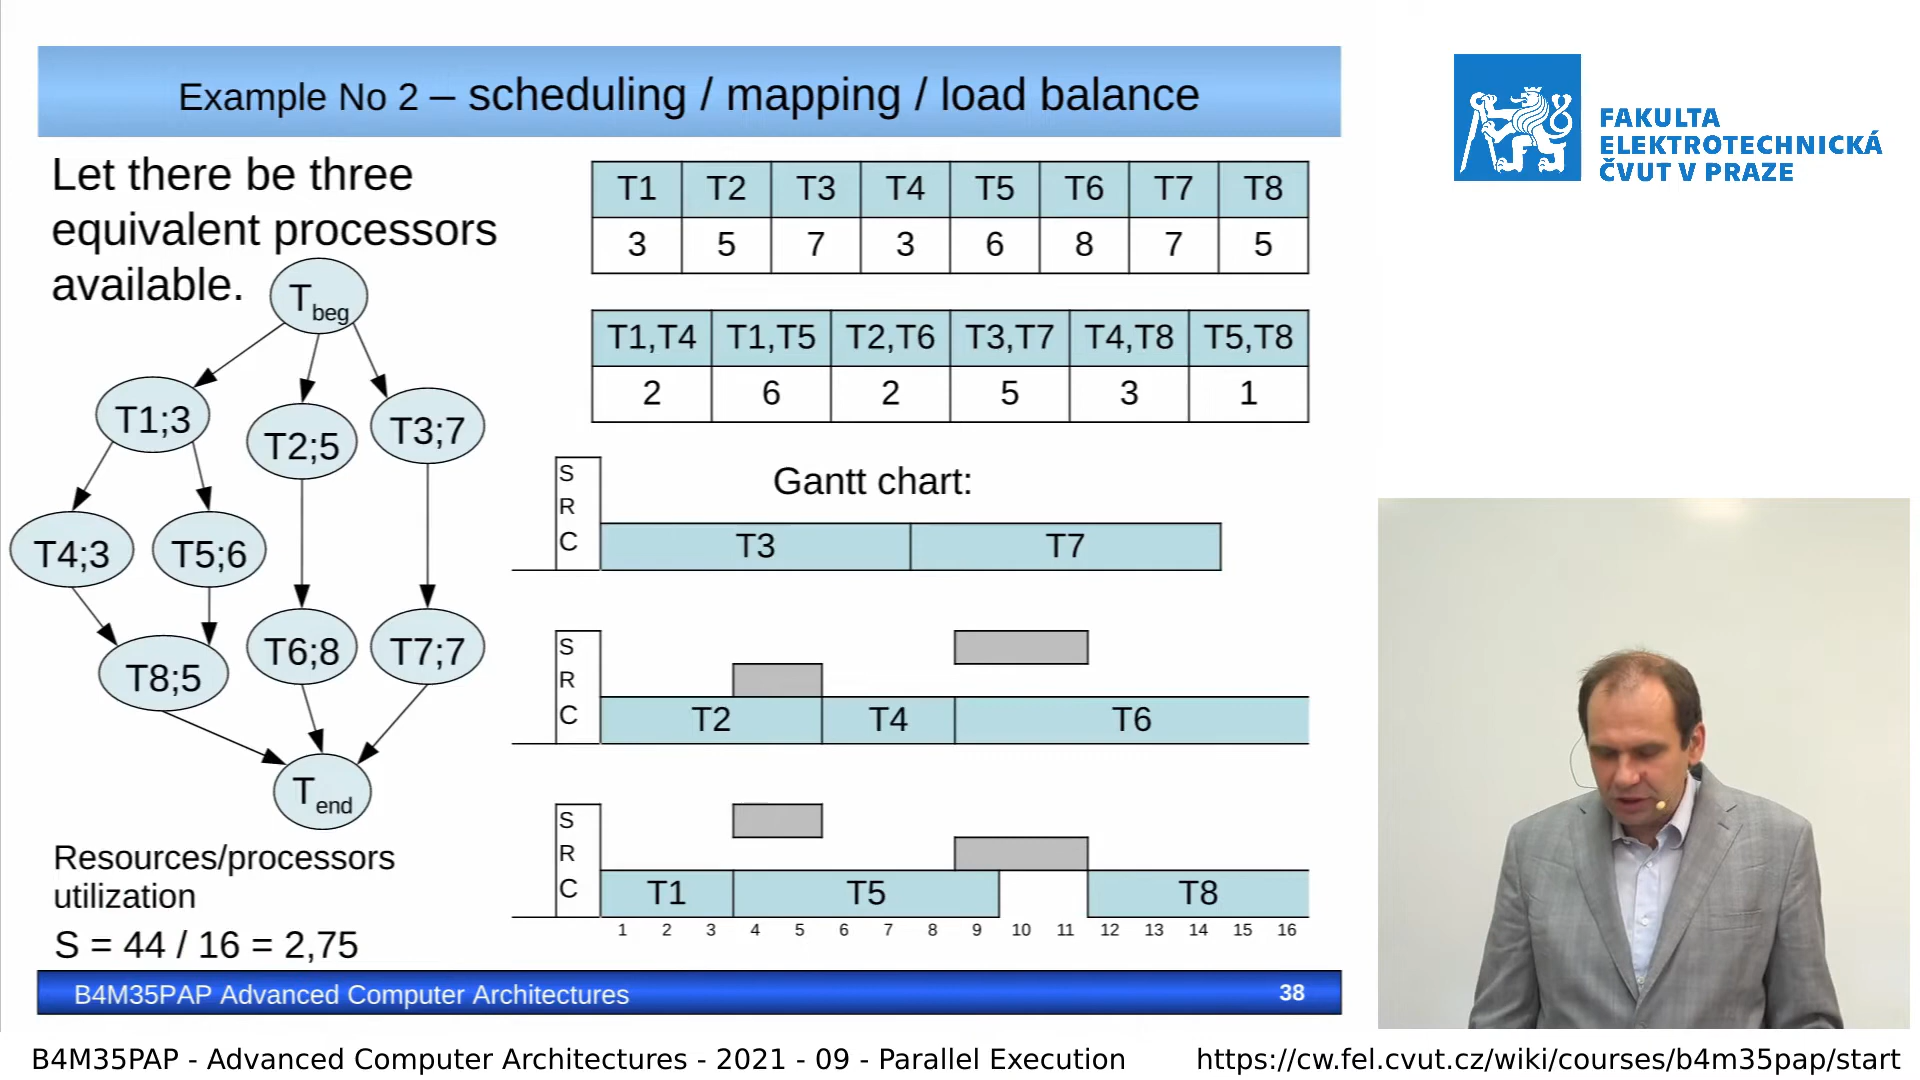 Example No 2 – scheduling / mapping / load balance
FAKULTA
ELEKTROTECHNICKÁ
ČVUT V PRAZE
Let there be three
equivalent processors
available.
T1 T2 T3 T4 T5 T6 T7 T8
3 5 7 3 6 8 7 5
T1,T4 T1,T5 T2,T6 T3,T7 T4,T8 T5,T8
2 6 2 5 3 1
Tbeg
T1;3
T2;5
T3;7
T4;3
T5;6
T6;8
T7;7
T8;5
Tend
Gantt chart:
S
R
C
T3 T7
S
R
C
T2 T4 T6
S
R
C
T1 T5 T8
1 2 3 4 5 6 7 8 9 10 11 12 13 14 15 16
Resources/processors
utilization
S = 44 / 16 = 2,75
B4M35PAP Advanced Computer Architectures 38
B4M35PAP - Advanced Computer Architectures - 2021 - 09 - Parallel Execution https://cw.fel.cvut.cz/wiki/courses/b4m35pap/start